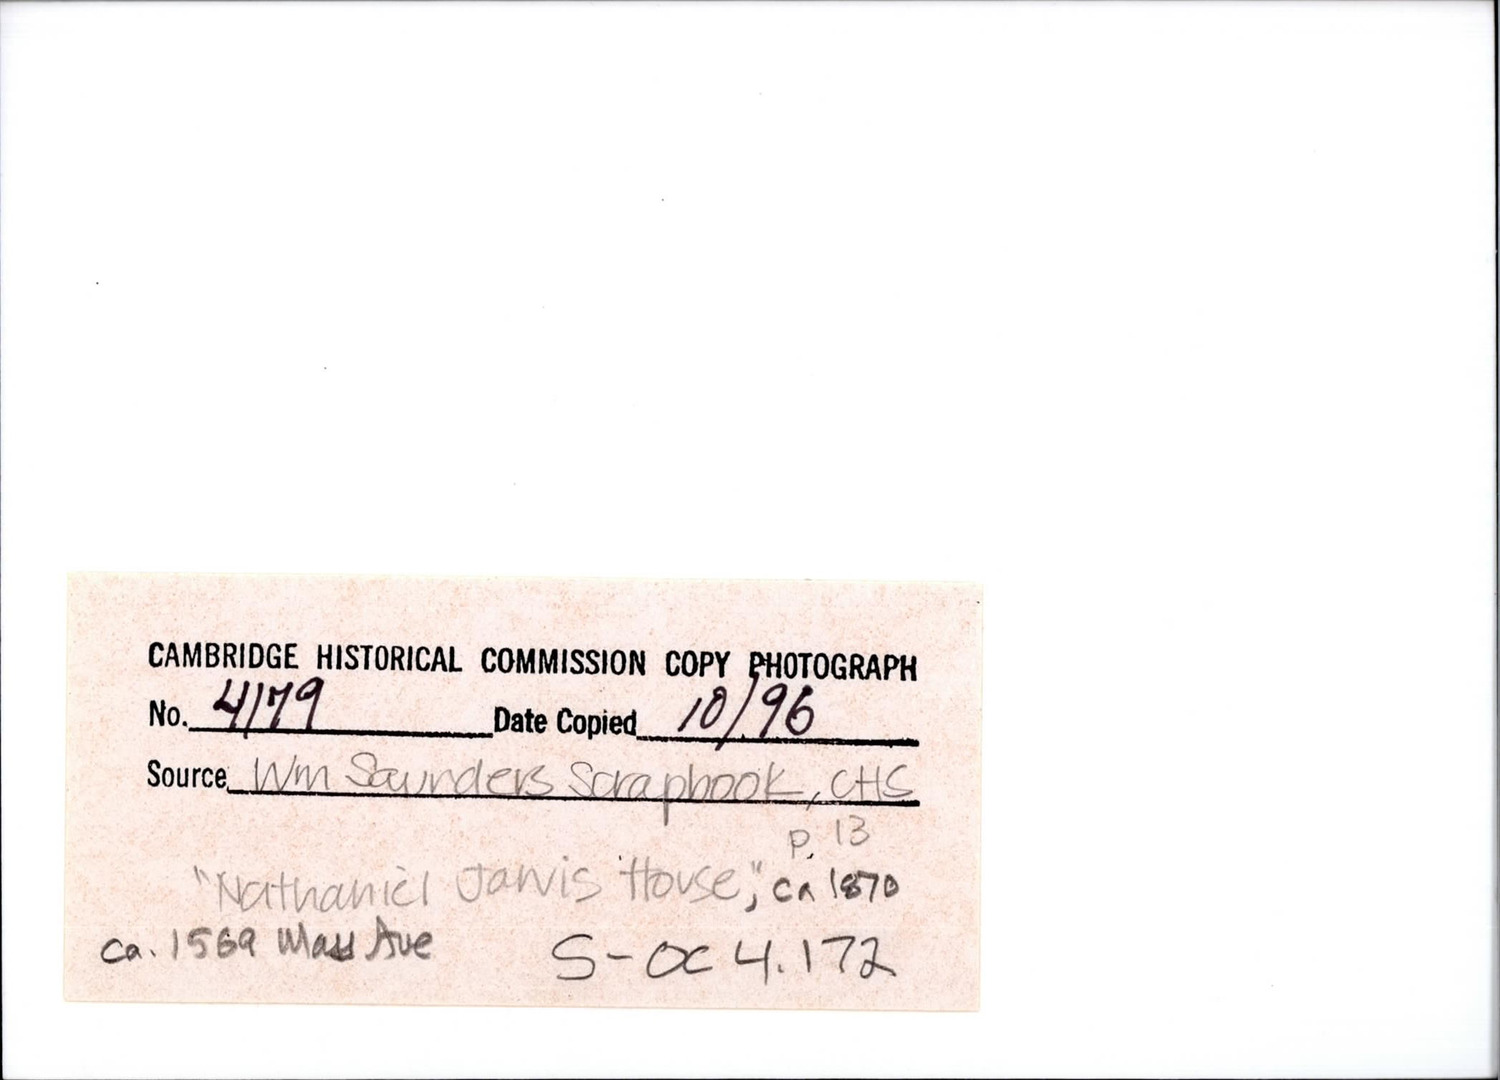 CAMBRIDGE HISTORICAL COMMISSION COPY PHOTOGRAPH
No. 4179 Date Copied 10/96
Source Wm Saunders Scrapbook, CHS
p. 13
"Nathaniel Jarvis House," ca 1870
ca. 1569 Mass Ave S-OC 4.172